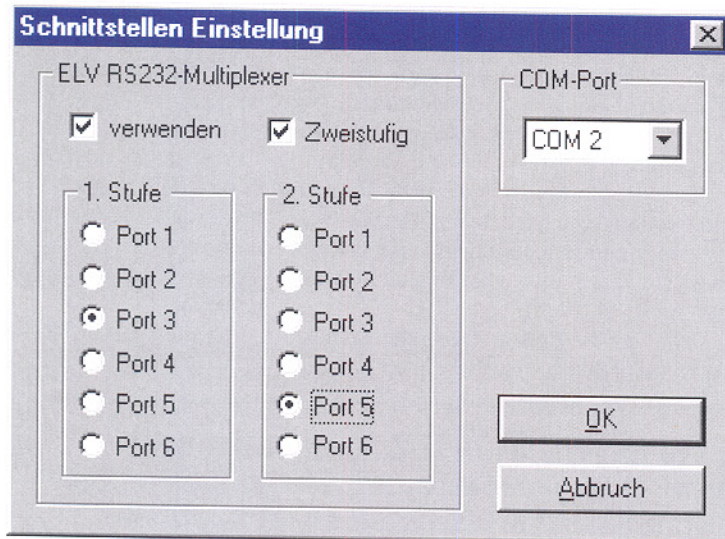 Schnittstellen Einstellung
ELV RS232-Multiplexer
verwenden
Zweistufig
1. Stufe
Port 1
Port 2
Port 3
Port 4
Port 5
Port 6
2. Stufe
Port 1
Port 2
Port 3
Port 4
Port 5
Port 6
COM-Port
COM 2
OK
Abbruch